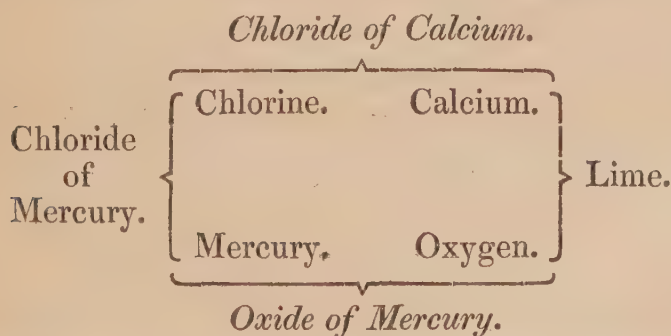 Chloride of Calcium.
Chlorine. Calcium.
Chloride
of
Mercury.
Lime.
Mercury. Oxygen.
Oxide of Mercury.